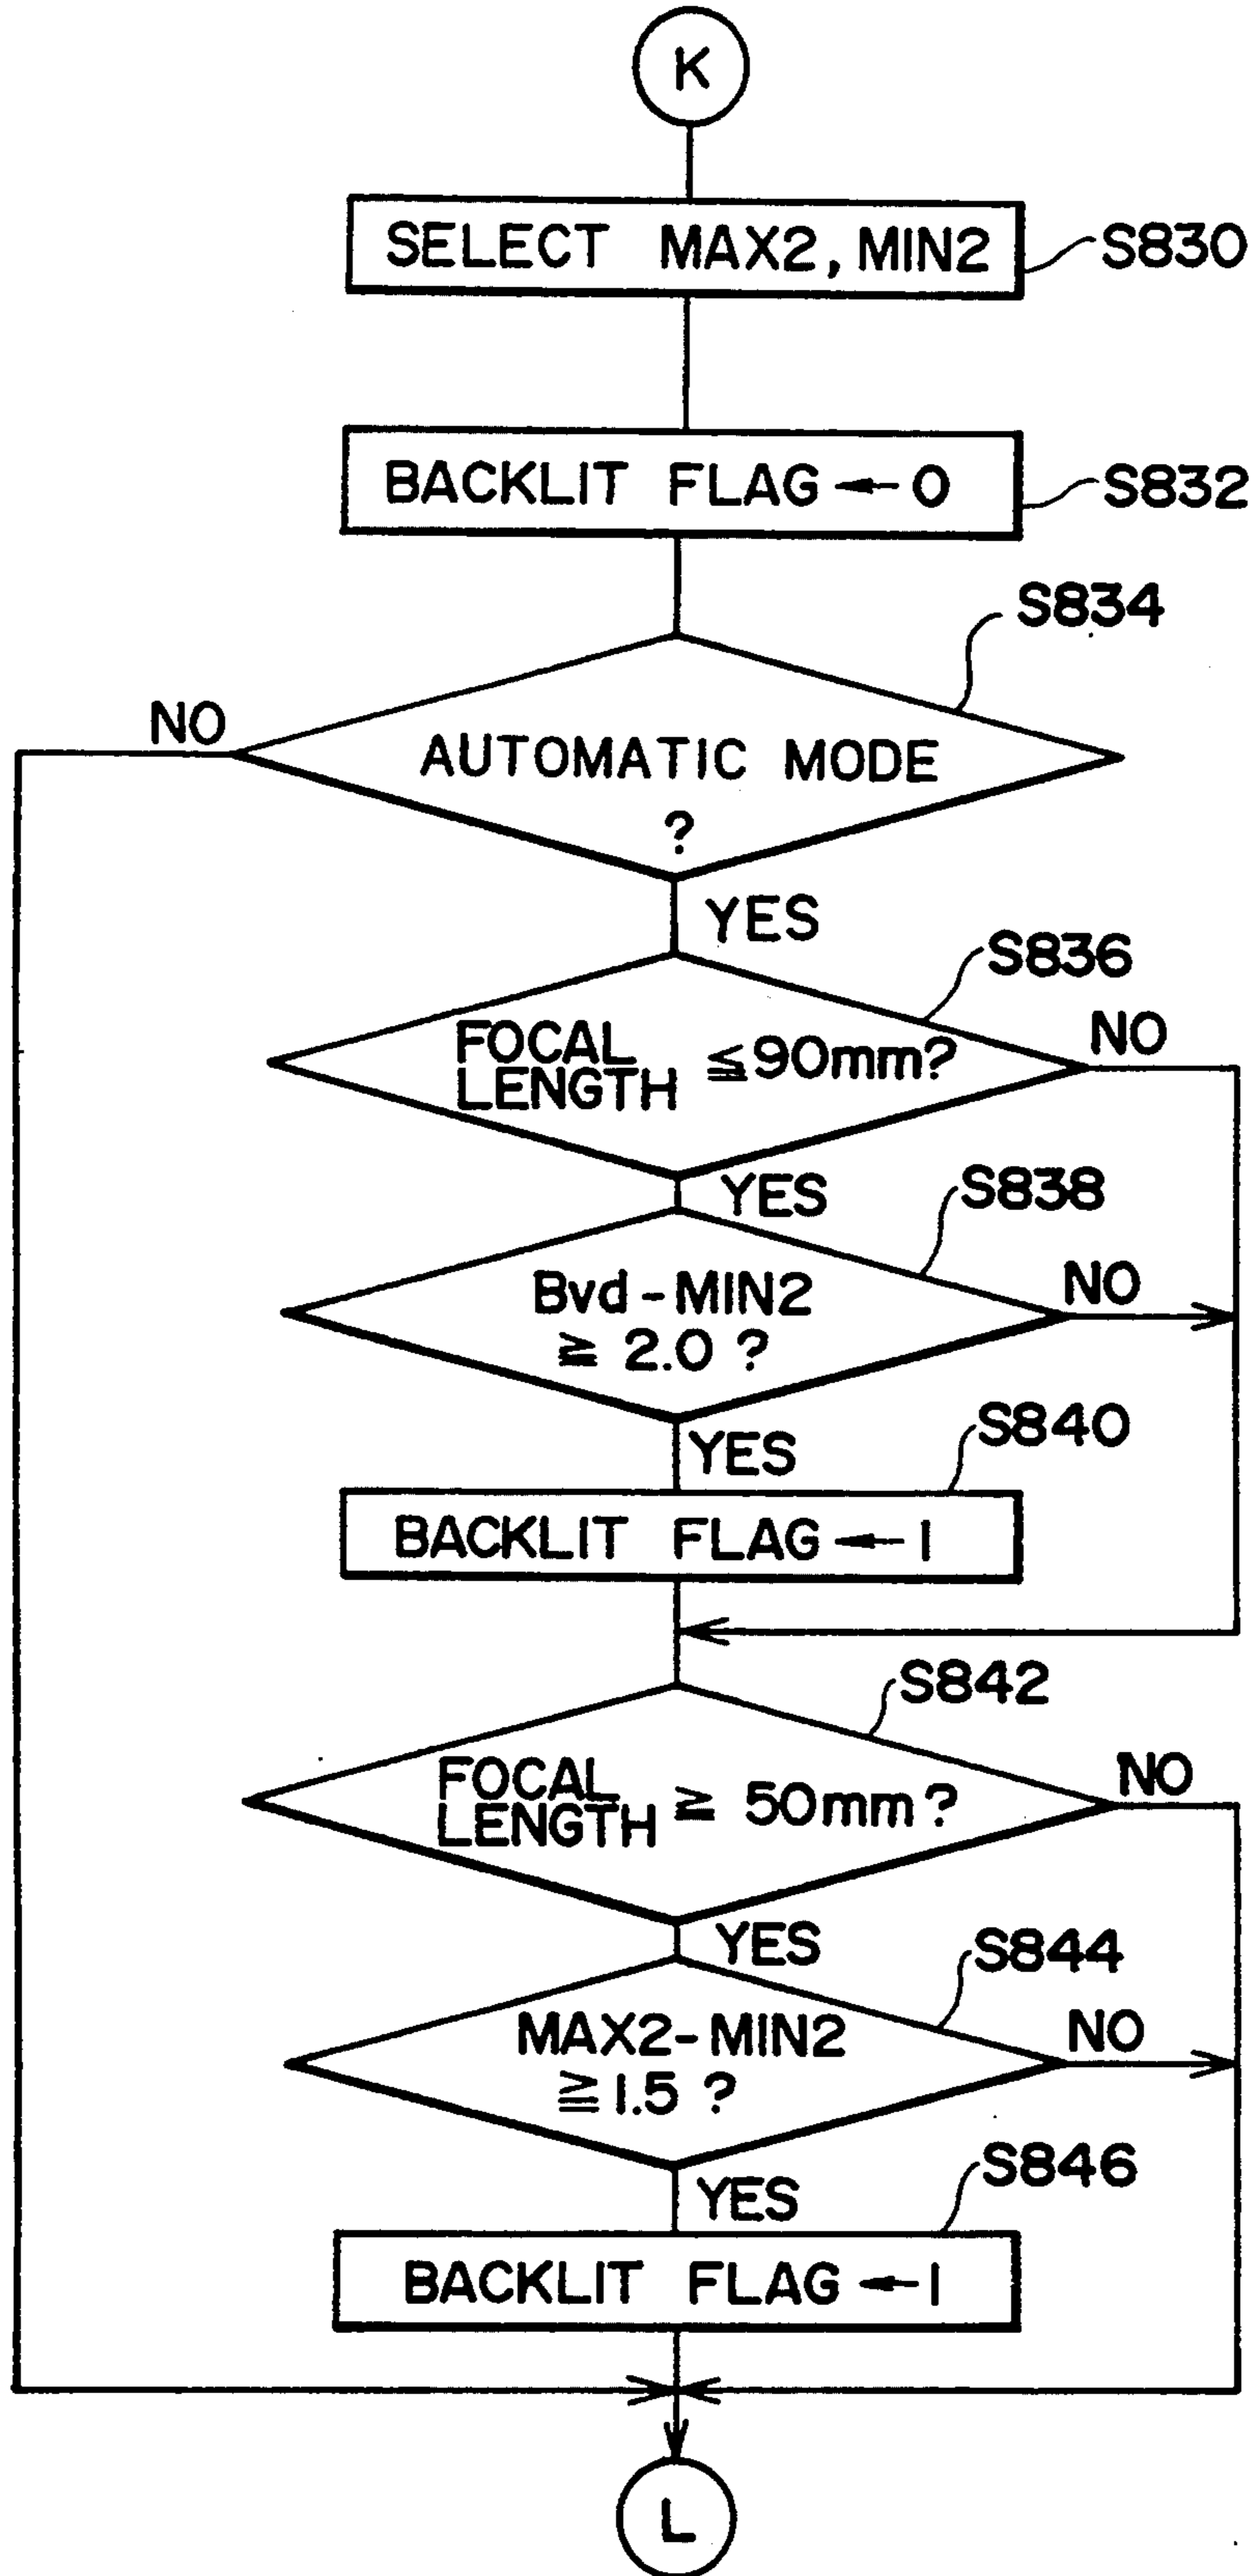 K
SELECT MAX2, MIN2
S830
BACKLIT FLAG ← 0
S832
S834
NO
AUTOMATIC MODE
?
YES
S836
FOCAL
LENGTH ≦90mm?
NO
YES
S838
Bvd-MIN2
≧ 2.0 ?
NO
S840
YES
BACKLIT FLAG ← 1
S842
FOCAL
LENGTH ≧ 50mm?
NO
YES
S844
MAX2-MIN2
≧1.5 ?
NO
S846
YES
BACKLIT FLAG ← 1
L